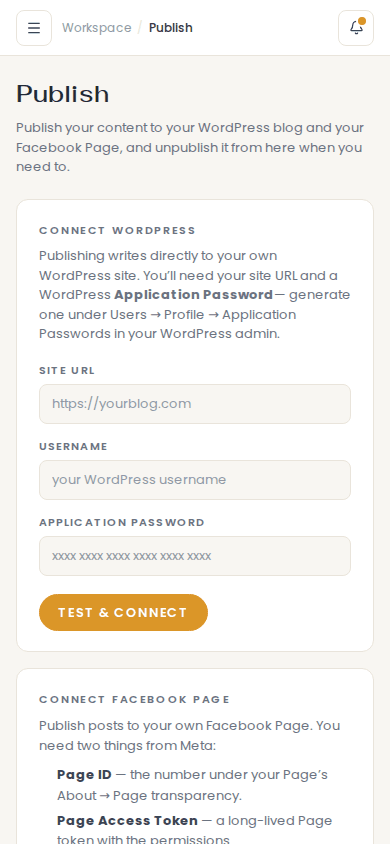 Workspace / Publish
Publish
Publish your content to your WordPress blog and your
Facebook Page, and unpublish it from here when you
need to.
CONNECT WORDPRESS
Publishing writes directly to your own
WordPress site. You’ll need your site URL and a
WordPress Application Password — generate
one under Users → Profile → Application
Passwords in your WordPress admin.
SITE URL
https://yourblog.com
USERNAME
your WordPress username
APPLICATION PASSWORD
xxxx xxxx xxxx xxxx xxxx xxxx
TEST & CONNECT
CONNECT FACEBOOK PAGE
Publish posts to your own Facebook Page. You
need two things from Meta:
Page ID — the number under your Page’s
About → Page transparency.
Page Access Token — a long-lived Page
token with the permissions